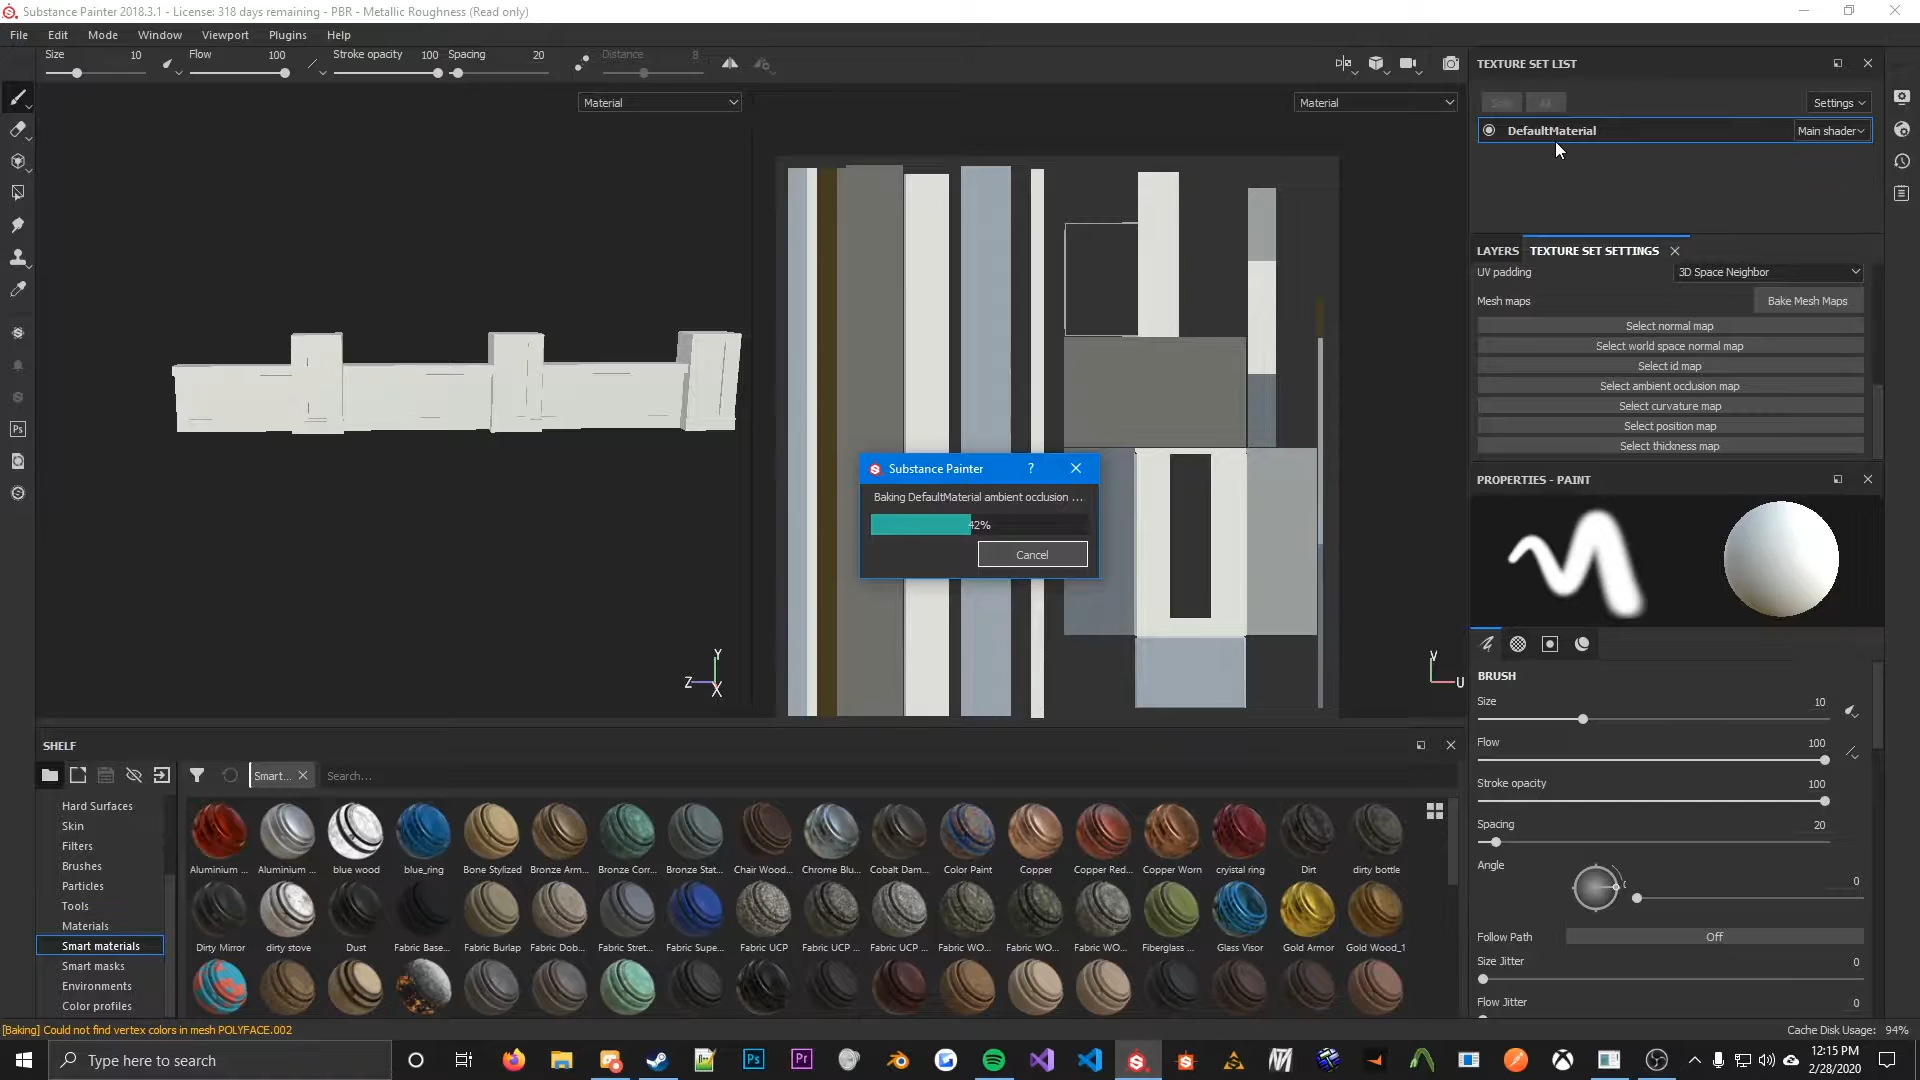 Substance Painter 2018.3.1 - License: 318 days remaining - PBR - Metallic Roughness (Read only)
File Edit Mode Window Viewport Plugins Help
Size 10 Flow 100 Stroke opacity 100 Spacing 20 Distance 8
Material
Material
TEXTURE SET LIST
Solo All Settings
DefaultMaterial Main shader
LAYERS TEXTURE SET SETTINGS
UV padding 3D Space Neighbor
Mesh maps Bake Mesh Maps
Select normal map
Select world space normal map
Select id map
Select ambient occlusion map
Select curvature map
Select position map
Select thickness map
Substance Painter ?
Baking DefaultMaterial ambient occlusion ...
42%
Cancel
Y
Z
X
V
U
PROPERTIES - PAINT
BRUSH
Size 10
Flow 100
Stroke opacity 100
Spacing 20
Angle 0
Follow Path Off
Size Jitter 0
Flow Jitter 0
SHELF
Smart... Search...
Hard Surfaces
Skin
Filters
Brushes
Particles
Tools
Materials
Smart materials
Smart masks
Environments
Color profiles
Aluminium ... Aluminium ... blue wood blue_ring Bone Stylized Bronze Arm... Bronze Corr... Bronze Stat... Chair Wood... Chrome Blu... Cobalt Dam... Color Paint Copper Copper Red... Copper Worn cryistal ring Dirt dirty bottle
Dirty Mirror dirty stove Dust Fabric Base... Fabric Burlap Fabric Dob... Fabric Stret... Fabric Supe... Fabric UCP Fabric UCP ... Fabric UCP ... Fabric WO... Fabric WO... Fabric WO... Fiberglass ... Glass Visor Gold Armor Gold Wood_1
[Baking] Could not find vertex colors in mesh POLYFACE.002
Cache Disk Usage: 94%
Type here to search
Ps
Pr
12:15 PM
2/28/2020